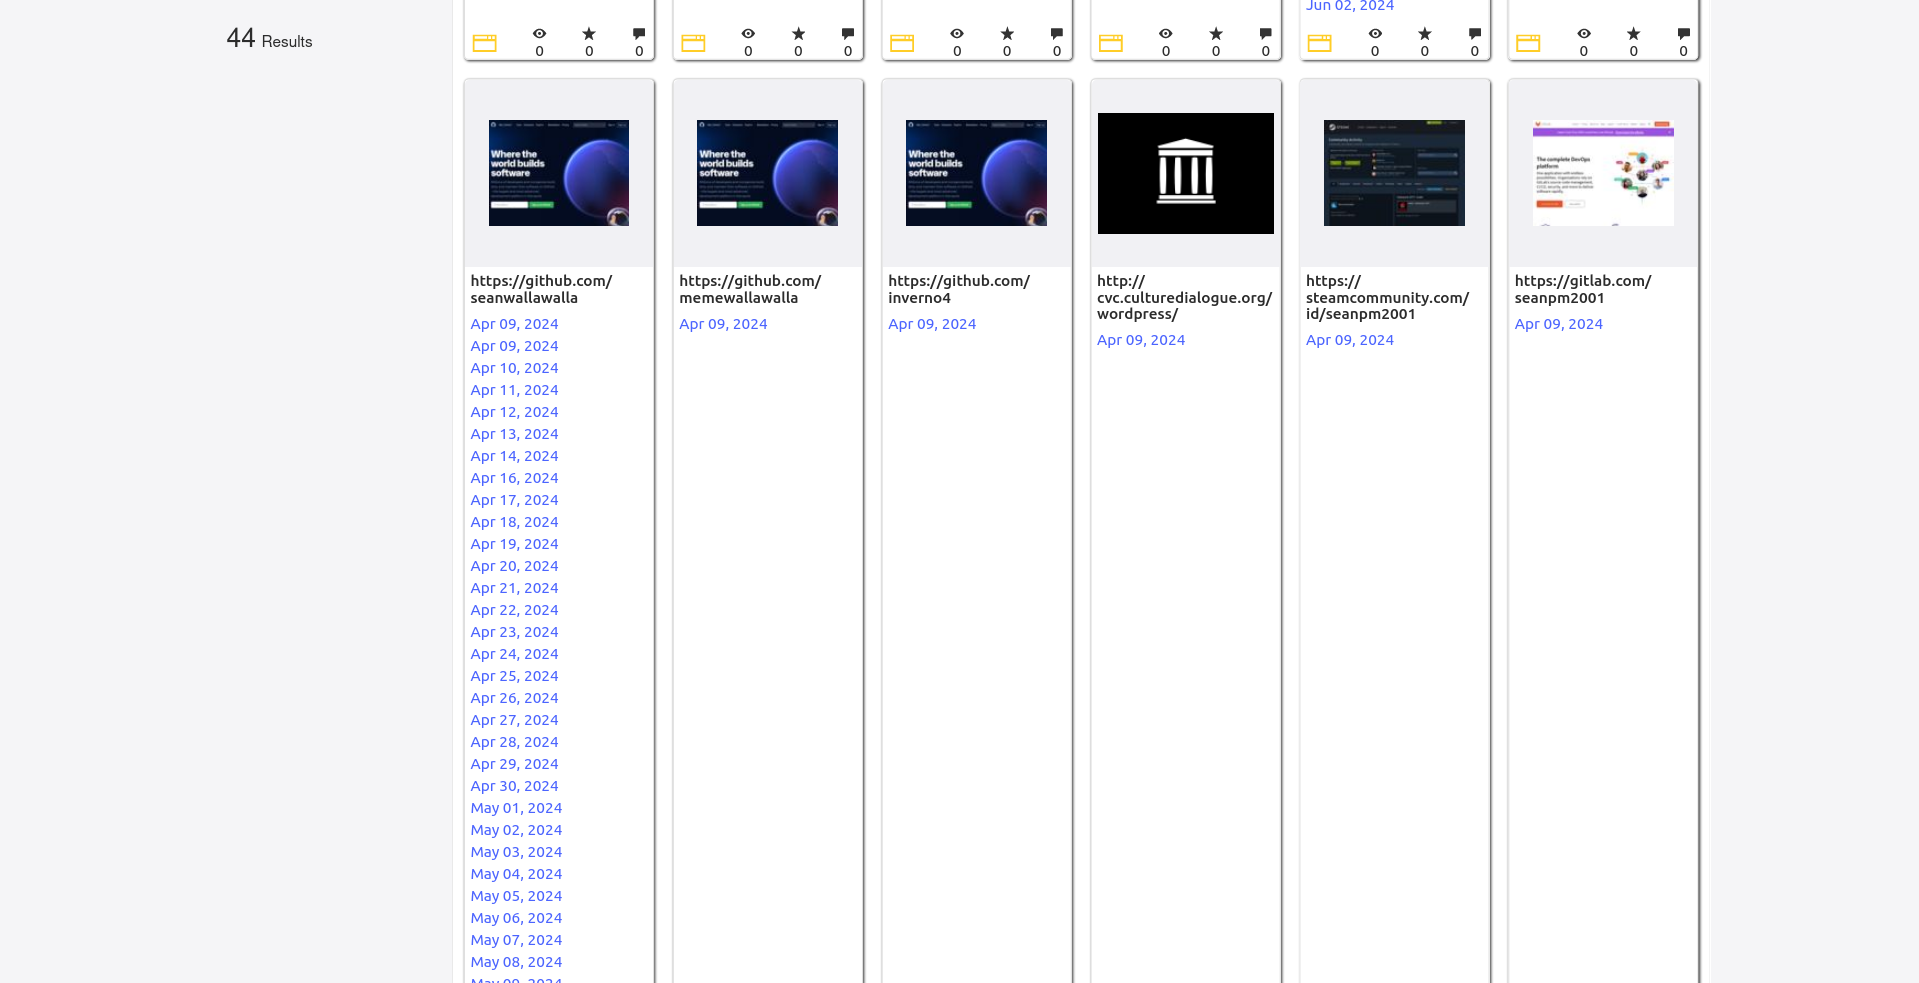 44 Results
Jun 02, 2024
0 0 0
0 0 0
0 0 0
0 0 0
0 0 0
0 0 0
Where the
world builds
software
https://github.com/
seanwallawalla
Apr 09, 2024
Apr 09, 2024
Apr 10, 2024
Apr 11, 2024
Apr 12, 2024
Apr 13, 2024
Apr 14, 2024
Apr 16, 2024
Apr 17, 2024
Apr 18, 2024
Apr 19, 2024
Apr 20, 2024
Apr 21, 2024
Apr 22, 2024
Apr 23, 2024
Apr 24, 2024
Apr 25, 2024
Apr 26, 2024
Apr 27, 2024
Apr 28, 2024
Apr 29, 2024
Apr 30, 2024
May 01, 2024
May 02, 2024
May 03, 2024
May 04, 2024
May 05, 2024
May 06, 2024
May 07, 2024
May 08, 2024
May 09, 2024
Where the
world builds
software
https://github.com/
memewallawalla
Apr 09, 2024
Where the
world builds
software
https://github.com/
inverno4
Apr 09, 2024
http://
cvc.culturedialogue.org/
wordpress/
Apr 09, 2024
https://
steamcommunity.com/
id/seanpm2001
Apr 09, 2024
The complete DevOps
platform
https://gitlab.com/
seanpm2001
Apr 09, 2024